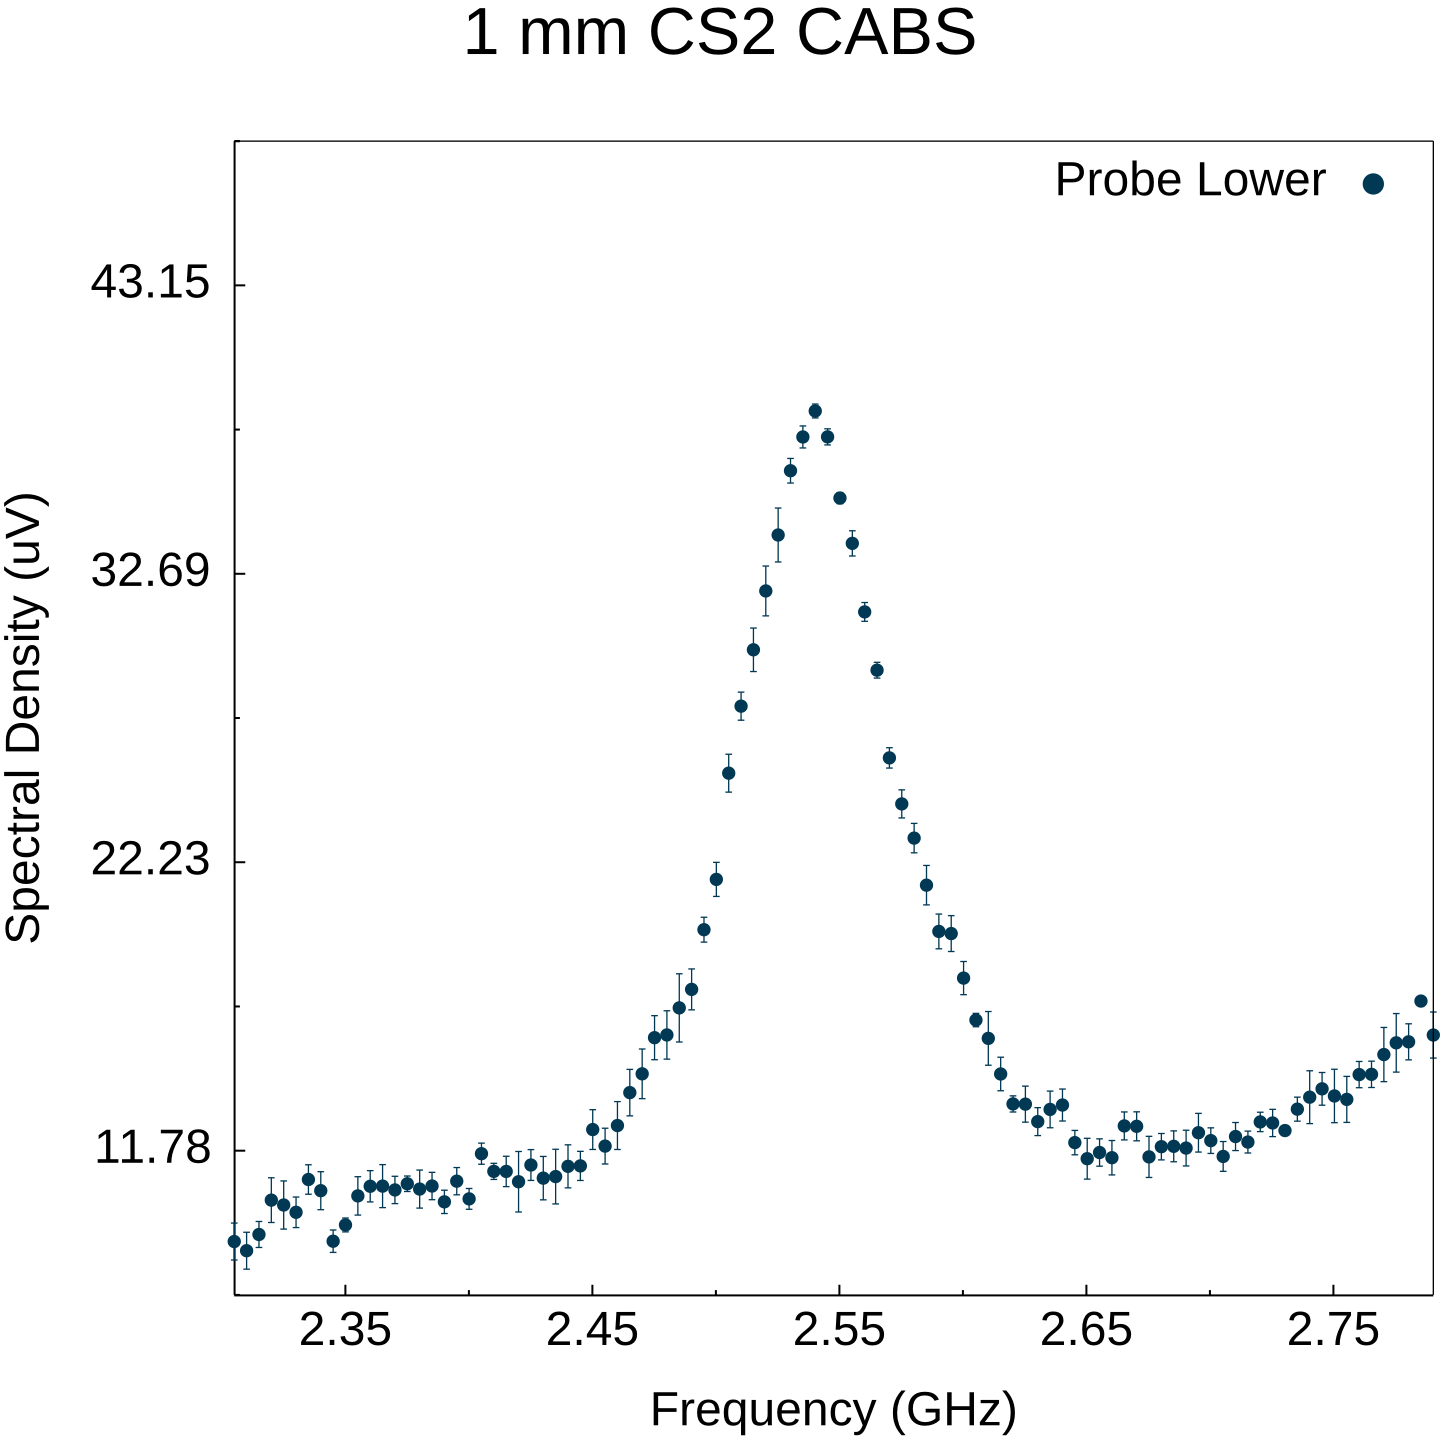 1 mm CS2 CABS
Probe Lower
43.15
32.69
22.23
11.78
Spectral Density (uV)
2.35 2.45 2.55 2.65 2.75
Frequency (GHz)